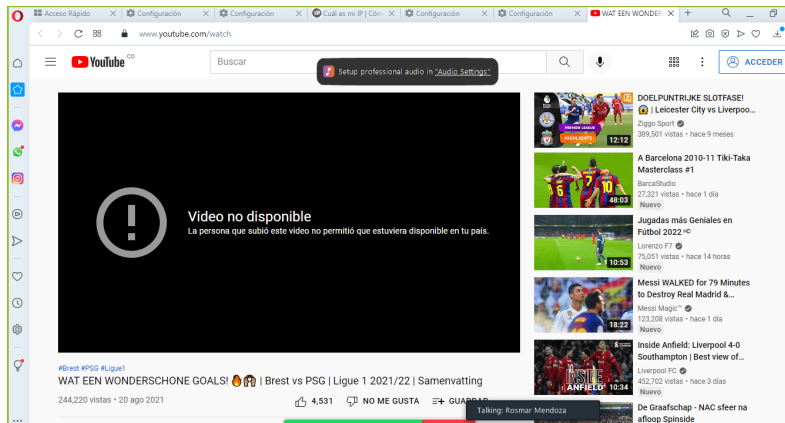 Acceso Rápido
Configuración
Configuración
Cuál es mi IP | Cóm
Configuración
Configuración
WAT EEN WONDER
www.youtube.com/watch
YouTube CO
Buscar
ACCEDER
Setup professional audio in "Audio Settings"
Video no disponible
La persona que subió este video no permitió que estuviera disponible en tu país.
#Brest #PSG #Ligue1
WAT EEN WONDERSCHONE GOALS! | Brest vs PSG | Ligue 1 2021/22 | Samenvatting
244,220 vistas • 20 ago 2021
4,531
NO ME GUSTA
GUARDAR
Talking: Rosmar Mendoza
PREMIER LEAGUE
HIGHLIGHTS
12:12
DOELPUNTRIJKE SLOTFASE!
| Leicester City vs Liverpoo...
Ziggo Sport
389,501 vistas • hace 9 meses
48:03
A Barcelona 2010-11 Tiki-Taka
Masterclass #1
BarcaStudio
27,321 vistas • hace 1 día
Nuevo
10:53
Jugadas más Geniales en
Fútbol 2022 HD
Lorenzo F7
75,051 vistas • hace 14 horas
Nuevo
18:22
Messi WALKED for 79 Minutes
to Destroy Real Madrid &...
Messi Magic™
123,208 vistas • hace 1 día
Nuevo
INSIDE
ANFIELD
10:34
Inside Anfield: Liverpool 4-0
Southampton | Best view of...
Liverpool FC
452,702 vistas • hace 3 días
Nuevo
De Graafschap - NAC sfeer na
afloop Spinside